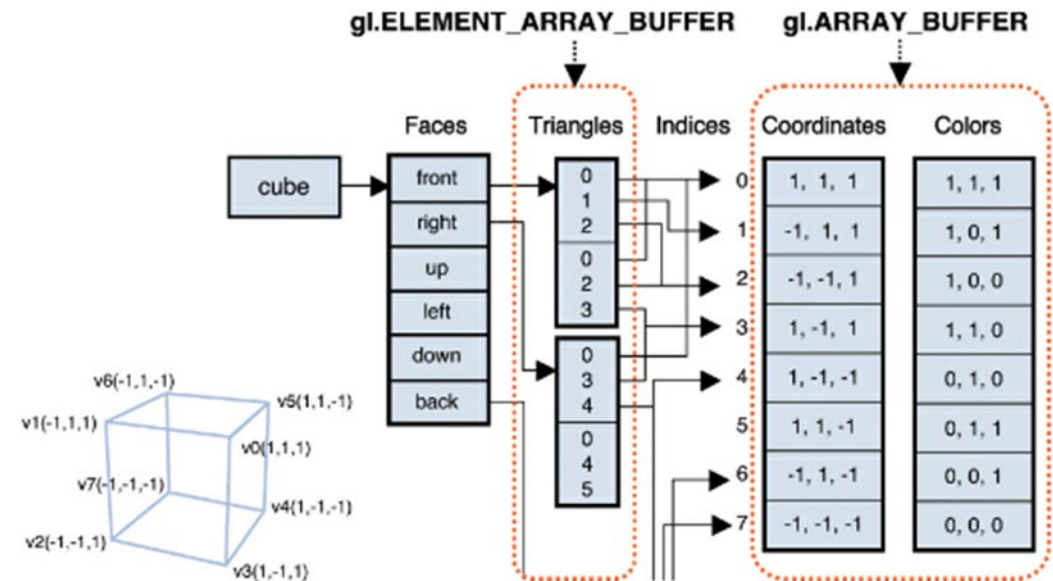 gl.ELEMENT_ARRAY_BUFFER gl.ARRAY_BUFFER
Faces Triangles Indices Coordinates Colors
cube
front
right
up
left
down
back
0
1
2
0
2
3
0
3
4
0
4
5
0
1
2
3
4
5
6
7
1, 1, 1
-1, 1, 1
-1, -1, 1
1, -1, 1
1, -1, -1
1, 1, -1
-1, 1, -1
-1, -1, -1
1, 1, 1
1, 0, 1
1, 0, 0
1, 1, 0
0, 1, 0
0, 1, 1
0, 0, 1
0, 0, 0
v6(-1,1,-1)
v5(1,1,-1)
v1(-1,1,1)
v0(1,1,1)
v7(-1,-1,-1)
v4(1,-1,-1)
v2(-1,-1,1)
v3(1,-1,1)